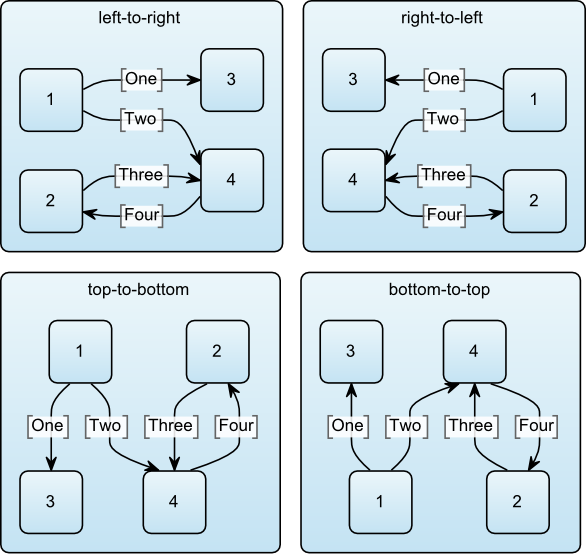 left-to-right
1
[One]
3
[Two]
2
[Three]
4
[Four]
right-to-left
3
[One]
1
[Two]
4
[Three]
2
[Four]
top-to-bottom
1
2
[One]
[Two]
[Three]
[Four]
3
4
bottom-to-top
3
4
[One]
[Two]
[Three]
[Four]
1
2